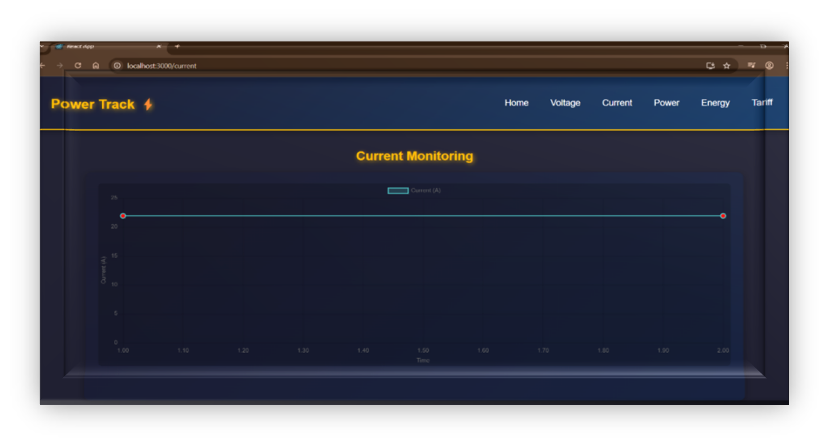 React App
localhost:3000/current
Power Track
Home Voltage Current Power Energy Tariff
Current Monitoring
Current (A)
25
20
15
10
5
0
Current (A)
1.00 1.10 1.20 1.30 1.40 1.50 1.60 1.70 1.80 1.90 2.00
Time